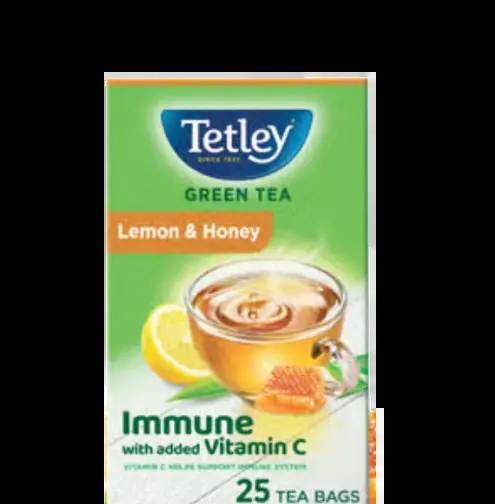 Tetley
SINCE 1837
GREEN TEA
Lemon & Honey
Immune
with added Vitamin C
VITAMIN C HELPS SUPPORT IMMUNE SYSTEM
25 TEA BAGS